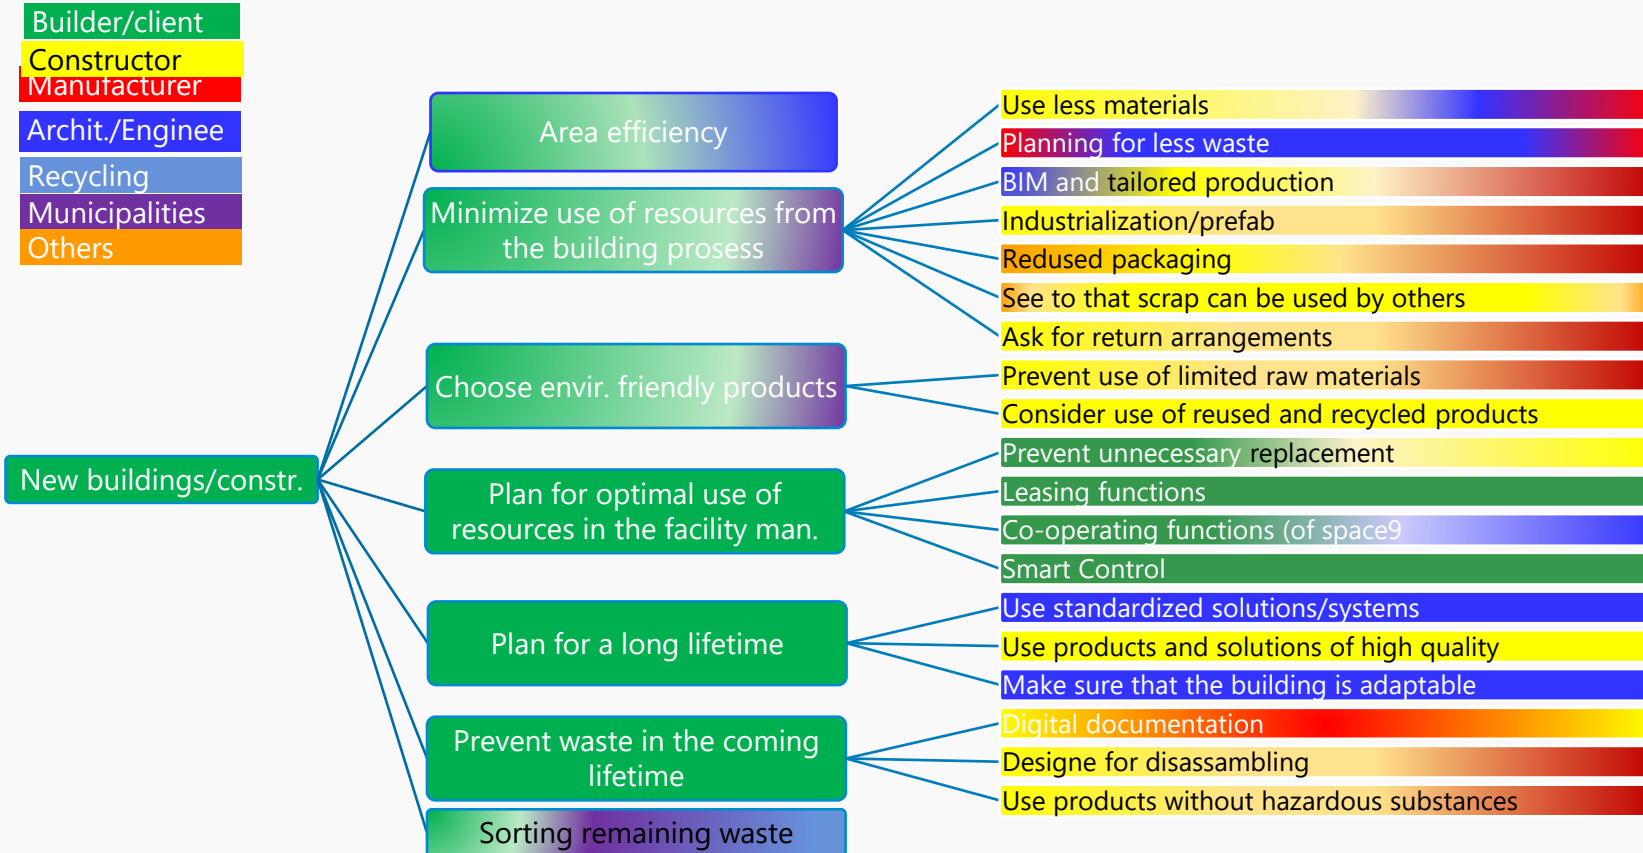 Builder/client
Constructor
Manufacturer
Archit./Enginee
Recycling
Municipalities
Others
New buildings/constr.
Area efficiency
Minimize use of resources from
the building prosess
Choose envir. friendly products
Plan for optimal use of
resources in the facility man.
Plan for a long lifetime
Prevent waste in the coming
lifetime
Sorting remaining waste
Use less materials
Planning for less waste
BIM and tailored production
Industrialization/prefab
Redused packaging
See to that scrap can be used by others
Ask for return arrangements
Prevent use of limited raw materials
Consider use of reused and recycled products
Prevent unnecessary replacement
Leasing functions
Co-operating functions (of space9
Smart Control
Use standardized solutions/systems
Use products and solutions of high quality
Make sure that the building is adaptable
Digital documentation
Designe for disassambling
Use products without hazardous substances